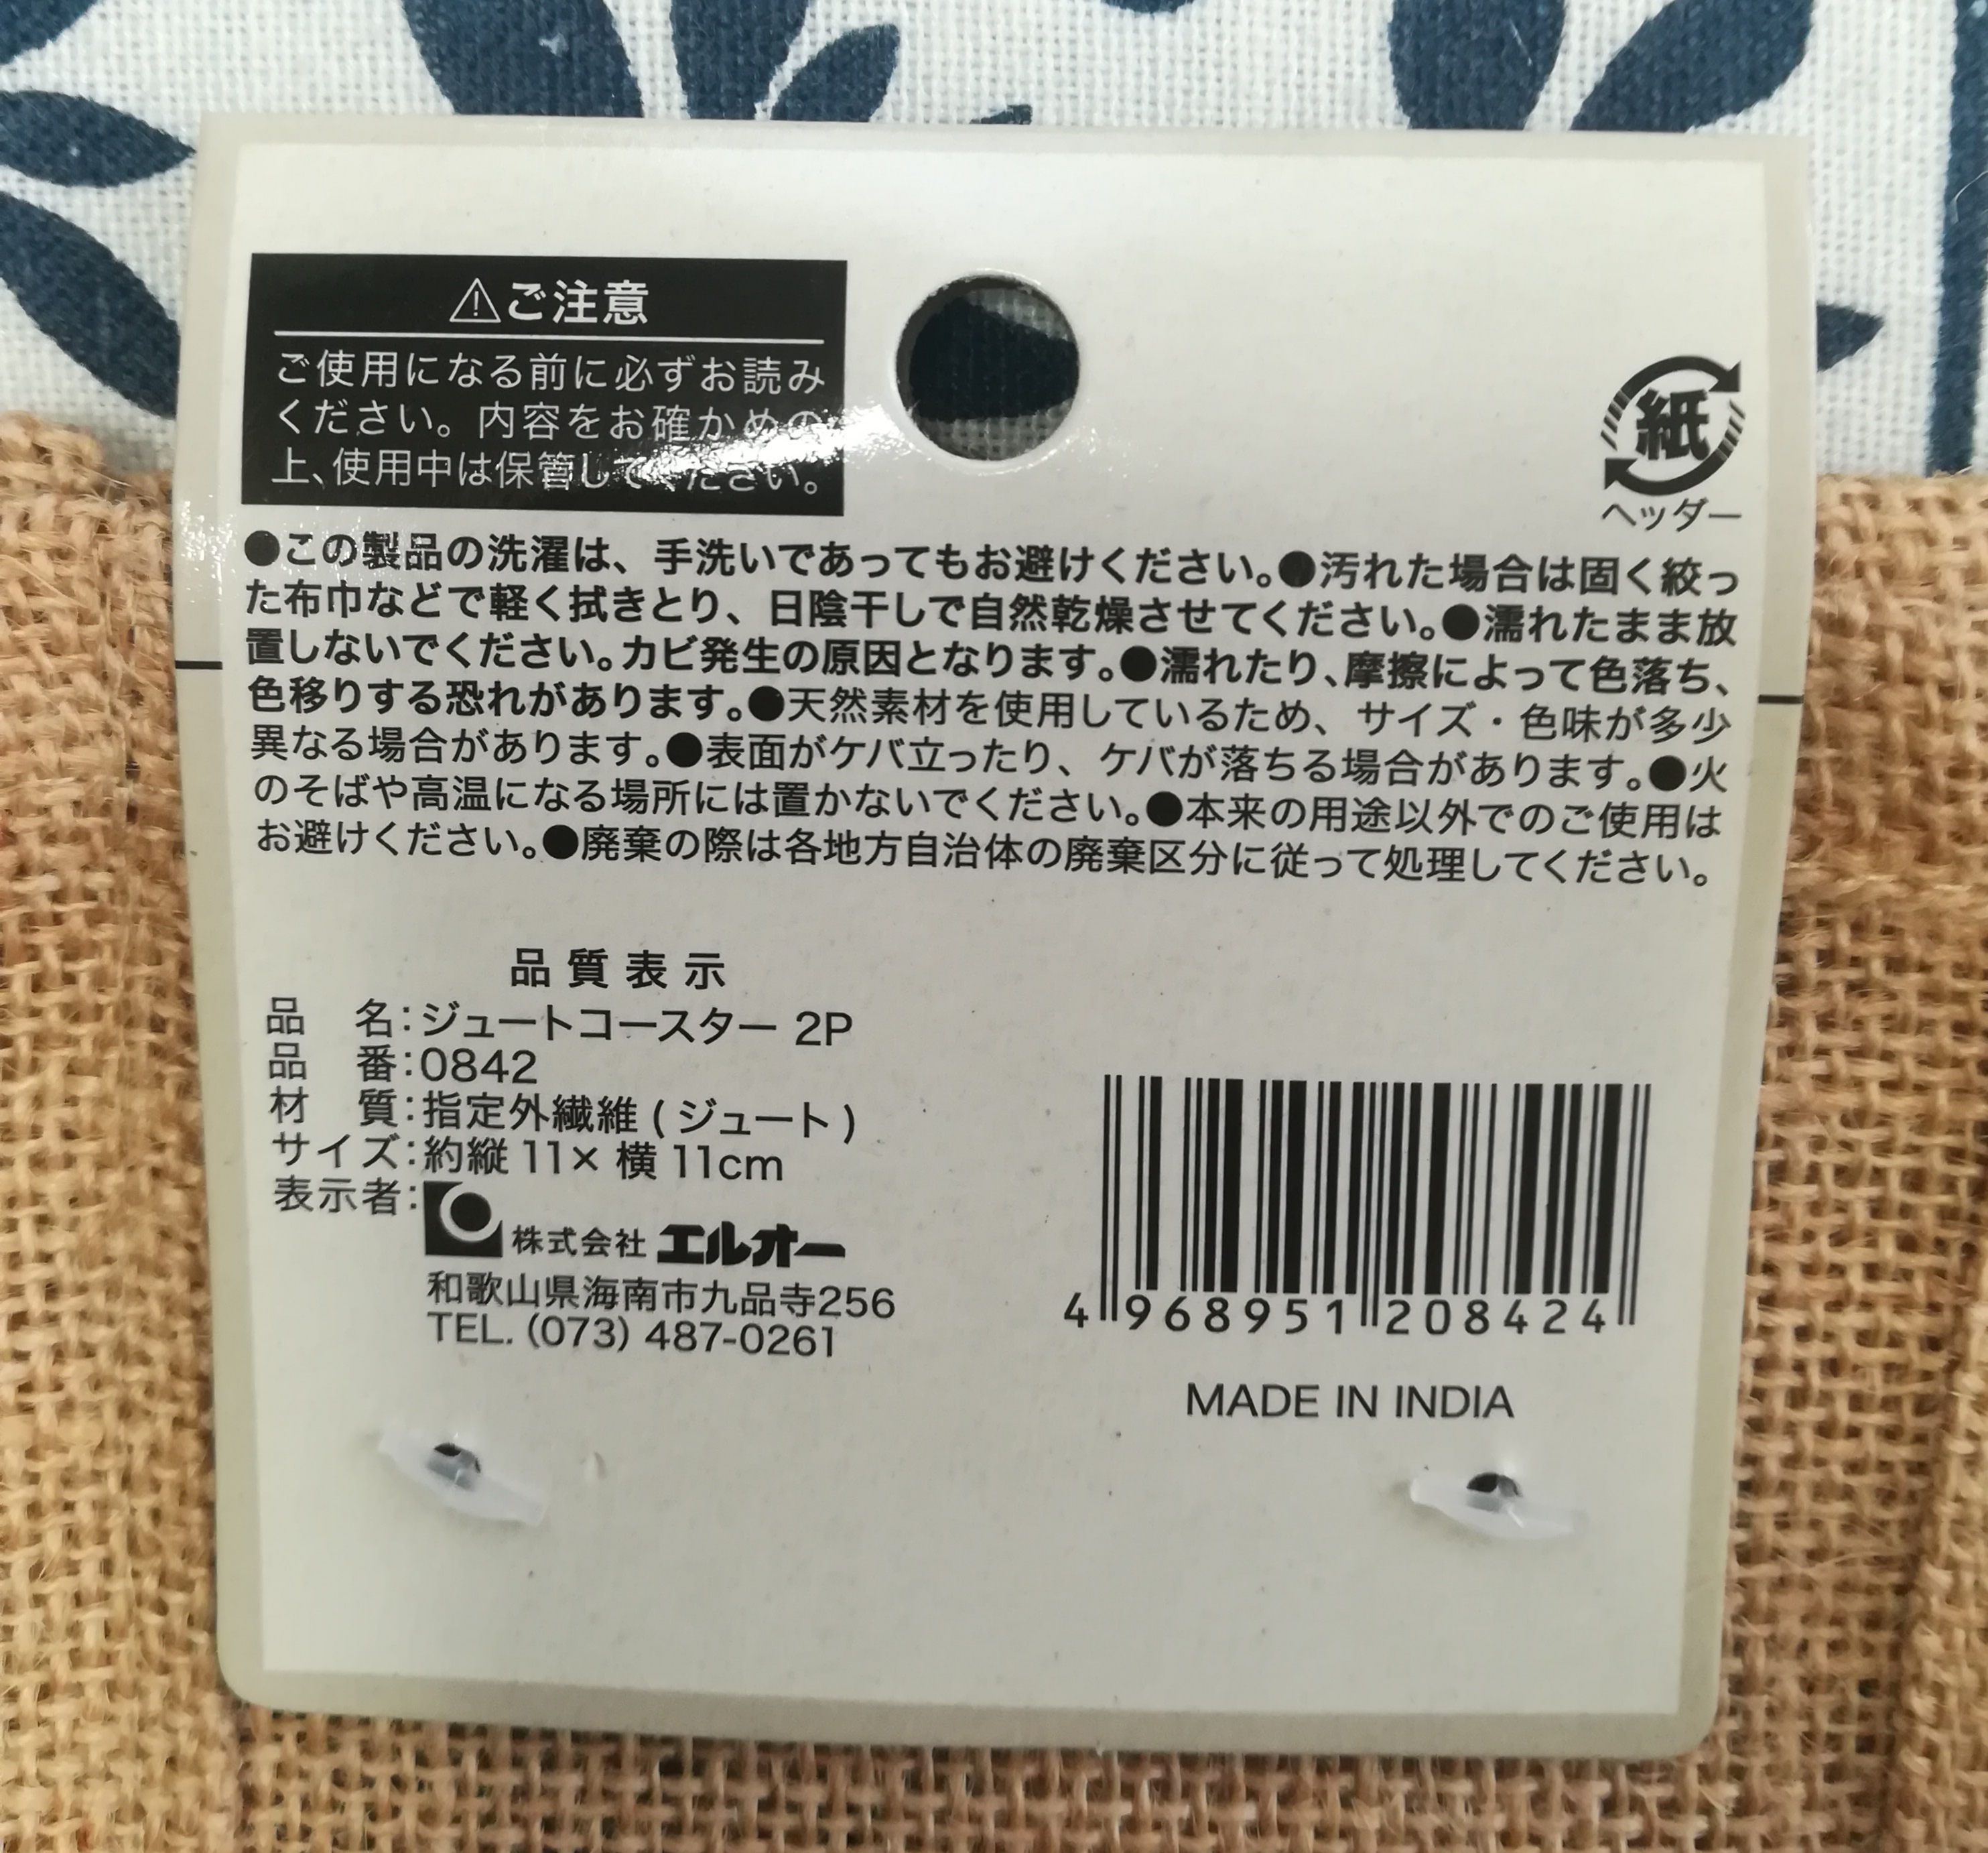 ⚠ご注意
ご使用になる前に必ずお読み
ください。内容をお確かめの
上、使用中は保管してください。
紙
ヘッダー
●この製品の洗濯は、手洗いであってもお避けください。●汚れた場合は固く絞っ
た布巾などで軽く拭きとり、日陰干しで自然乾燥させてください。●濡れたまま放
置しないでください。カビ発生の原因となります。●濡れたり、摩擦によって色落ち、
色移りする恐れがあります。●天然素材を使用しているため、サイズ・色味が多少
異なる場合があります。●表面がケバ立ったり、ケバが落ちる場合があります。●火
のそばや高温になる場所には置かないでください。●本来の用途以外でのご使用は
お避けください。●廃棄の際は各地方自治体の廃棄区分に従って処理してください。
品質表示
品　名：ジュートコースター 2P
品　番：0842
材　質：指定外繊維 ( ジュート )
サイズ：約縦 11× 横 11cm
表示者：
株式会社 エルオー
和歌山県海南市九品寺256
TEL. (073) 487-0261
4 968951 208424
MADE IN INDIA